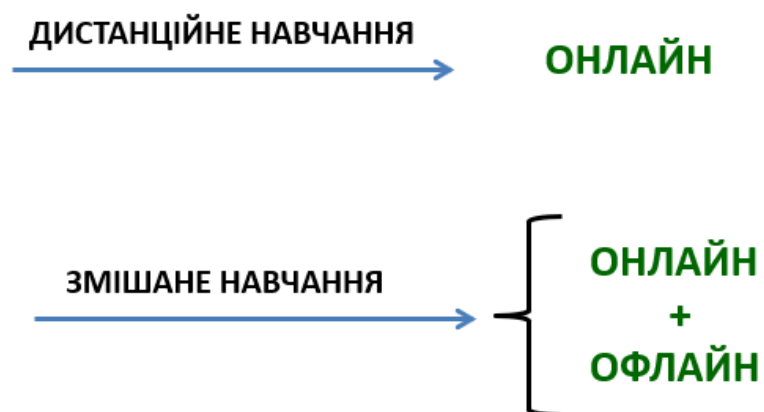 ДИСТАНЦІЙНЕ НАВЧАННЯ
ОНЛАЙН
ЗМІШАНЕ НАВЧАННЯ
ОНЛАЙН
+
ОФЛАЙН